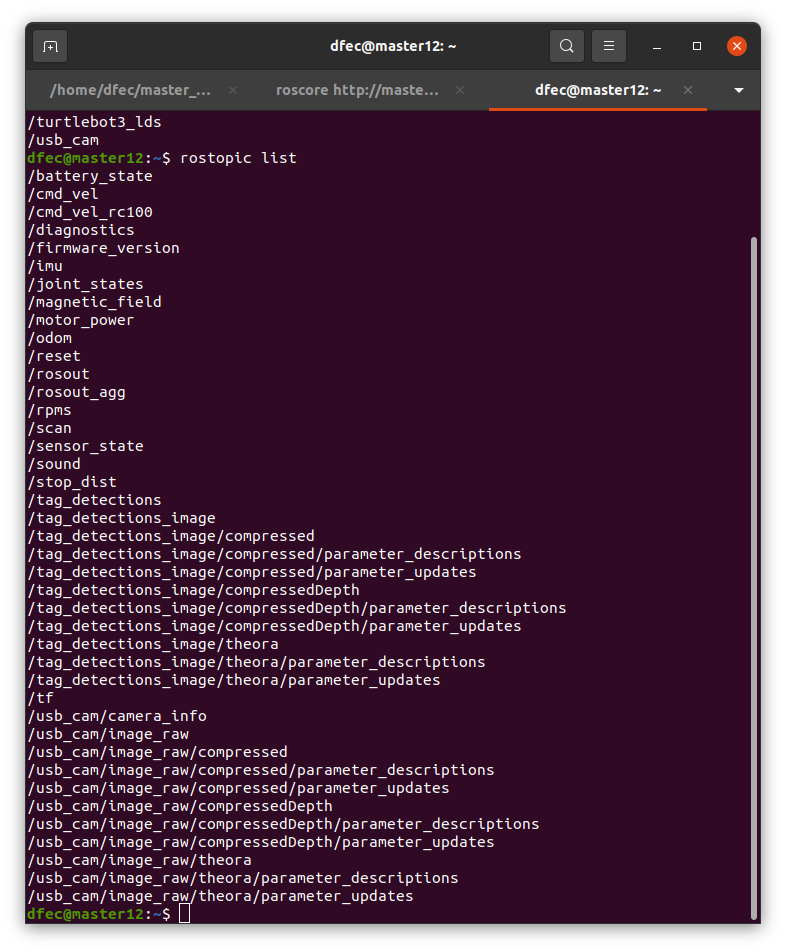 dfec@master12: ~
/home/dfec/master_...
roscore http://maste...
dfec@master12: ~
/turtlebot3_lds
/usb_cam
dfec@master12:~$ rostopic list
/battery_state
/cmd_vel
/cmd_vel_rc100
/diagnostics
/firmware_version
/imu
/joint_states
/magnetic_field
/motor_power
/odom
/reset
/rosout
/rosout_agg
/rpms
/scan
/sensor_state
/sound
/stop_dist
/tag_detections
/tag_detections_image
/tag_detections_image/compressed
/tag_detections_image/compressed/parameter_descriptions
/tag_detections_image/compressed/parameter_updates
/tag_detections_image/compressedDepth
/tag_detections_image/compressedDepth/parameter_descriptions
/tag_detections_image/compressedDepth/parameter_updates
/tag_detections_image/theora
/tag_detections_image/theora/parameter_descriptions
/tag_detections_image/theora/parameter_updates
/tf
/usb_cam/camera_info
/usb_cam/image_raw
/usb_cam/image_raw/compressed
/usb_cam/image_raw/compressed/parameter_descriptions
/usb_cam/image_raw/compressed/parameter_updates
/usb_cam/image_raw/compressedDepth
/usb_cam/image_raw/compressedDepth/parameter_descriptions
/usb_cam/image_raw/compressedDepth/parameter_updates
/usb_cam/image_raw/theora
/usb_cam/image_raw/theora/parameter_descriptions
/usb_cam/image_raw/theora/parameter_updates
dfec@master12:~$